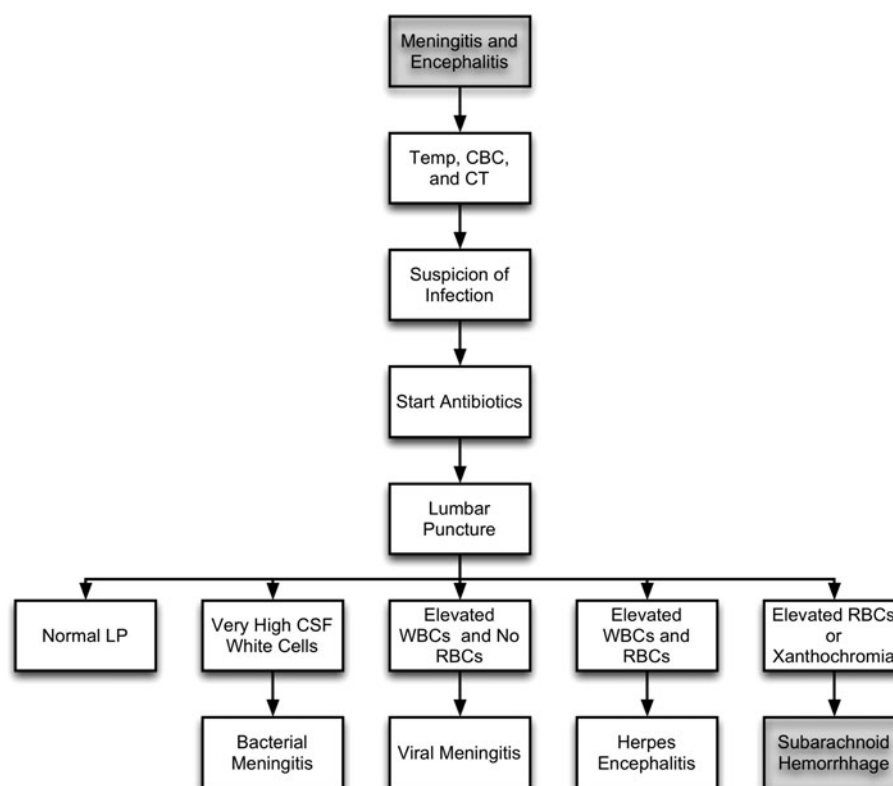 Meningitis and
Encephalitis
Temp, CBC,
and CT
Suspicion of
Infection
Start Antibiotics
Lumbar
Puncture
Normal LP
Very High CSF
White Cells
Elevated
WBCs and No
RBCs
Elevated
WBCs and
RBCs
Elevated RBCs
or
Xanthochromia
Bacterial
Meningitis
Viral Meningitis
Herpes
Encephalitis
Subarachnoid
Hemorrhhage